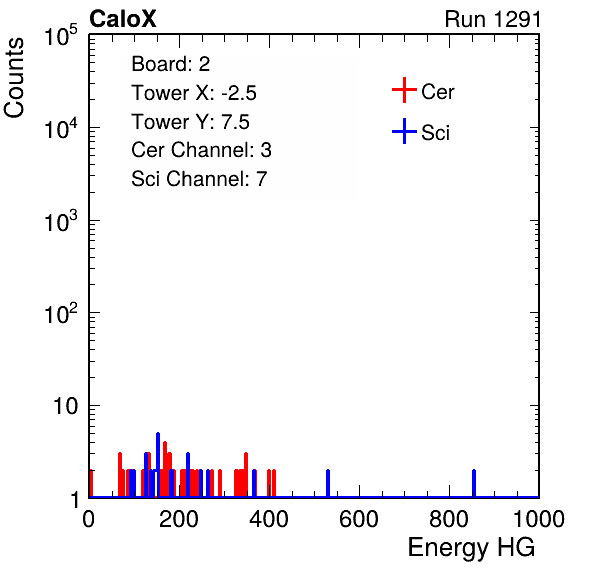 CaloX Run 1291
Counts
Board: 2
Tower X: -2.5
Tower Y: 7.5
Cer Channel: 3
Sci Channel: 7
Cer
Sci
10^5
10^4
10^3
10^2
10
1
0 200 400 600 800 1000
Energy HG